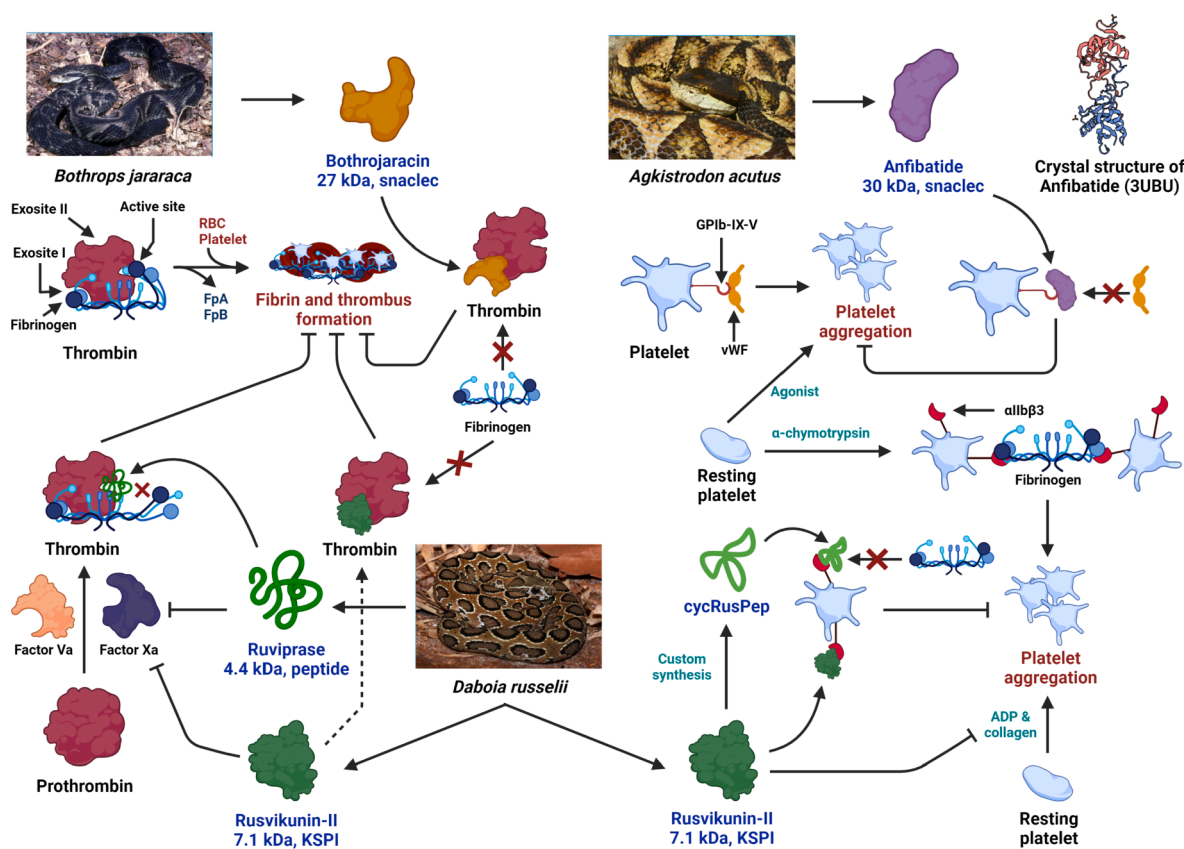 Bothrops jararaca
Bothrojaracin
27 kDa, snaclec
Agkistrodon acutus
Anfibatide
30 kDa, snaclec
Crystal structure of
Anfibatide (3UBU)
Exosite II
Active site
Exosite I
Fibrinogen
Thrombin
RBC
Platelet
FpA
FpB
Fibrin and thrombus
formation
Thrombin
Fibrinogen
GPIb-IX-V
Platelet
vWF
Platelet
aggregation
Agonist
α-chymotrypsin
Resting
platelet
αIIbβ3
Fibrinogen
Thrombin
Thrombin
Factor Va
Factor Xa
Ruviprase
4.4 kDa, peptide
Daboia russelii
Prothrombin
Rusvikunin-II
7.1 kDa, KSPI
cycRusPep
Custom
synthesis
Rusvikunin-II
7.1 kDa, KSPI
Platelet
aggregation
ADP &
collagen
Resting
platelet